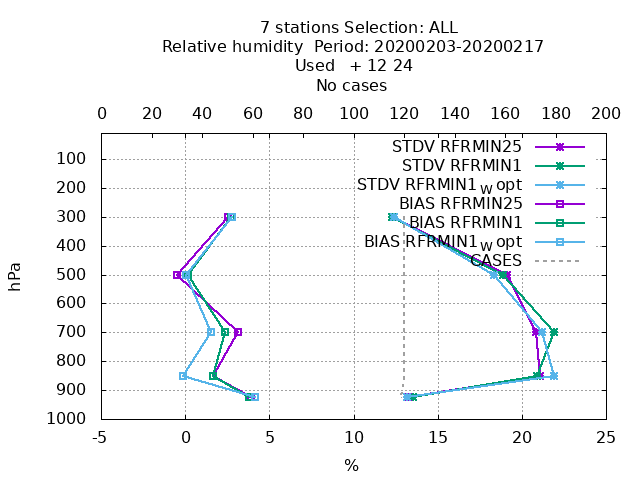 7 stations Selection: ALL
Relative humidity Period: 20200203-20200217
Used + 12 24
No cases
0 20 40 60 80 100 120 140 160 180 200
STDV RFRMIN25
STDV RFRMIN1
STDV RFRMIN1w opt
BIAS RFRMIN25
BIAS RFRMIN1
BIAS RFRMIN1w opt
CASES
100
200
300
400
500
600
700
800
900
1000
hPa
-5 0 5 10 15 20 25
%